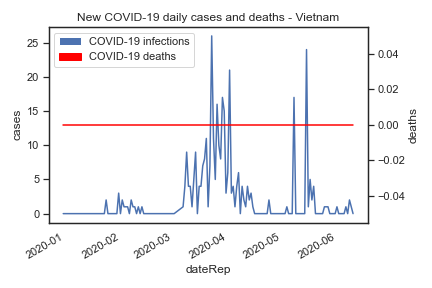 New COVID-19 daily cases and deaths - Vietnam
COVID-19 infections
COVID-19 deaths
25
20
15
10
5
0
cases
0.04
0.02
0.00
−0.02
−0.04
deaths
2020-01
2020-02
2020-03
2020-04
2020-05
2020-06
dateRep